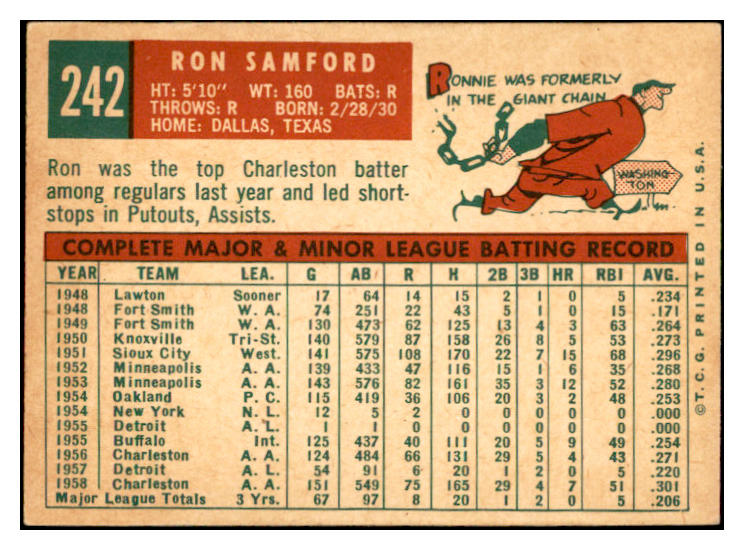 242
RON SAMFORD
HT: 5'10" WT: 160 BATS: R
THROWS: R BORN: 2/28/30
HOME: DALLAS, TEXAS
RONNIE WAS FORMERLY
IN THE GIANT CHAIN
WASHING-
TON
Ron was the top Charleston batter
among regulars last year and led short-
stops in Putouts, Assists.
COMPLETE MAJOR & MINOR LEAGUE BATTING RECORD
YEAR TEAM LEA. G AB R H 2B 3B HR RBI AVG.
1948 Lawton Sooner 17 64 14 15 2 1 0 5 .234
1948 Fort Smith W. A. 74 251 22 43 5 1 0 15 .171
1949 Fort Smith W. A. 130 473 62 125 13 4 3 63 .264
1950 Knoxville Tri-St. 140 579 87 158 26 8 5 53 .273
1951 Sioux City West. 141 575 108 170 22 7 15 68 .296
1952 Minneapolis A. A. 139 433 47 116 15 1 6 35 .268
1953 Minneapolis A. A. 143 576 82 161 35 3 12 52 .280
1954 Oakland P. C. 115 419 36 106 20 3 2 48 .253
1954 New York N. L. 12 5 2 0 0 0 0 0 .000
1955 Detroit A. L. 1 1 0 0 0 0 0 0 .000
1955 Buffalo Int. 125 437 40 111 20 5 9 49 .254
1956 Charleston A. A. 124 484 66 131 29 5 4 43 .271
1957 Detroit A. L. 54 91 6 20 1 2 0 5 .220
1958 Charleston A. A. 151 549 75 165 29 4 7 51 .301
Major League Totals 3 Yrs. 67 97 8 20 1 2 0 5 .206
©T.C.G. PRINTED IN U.S.A.